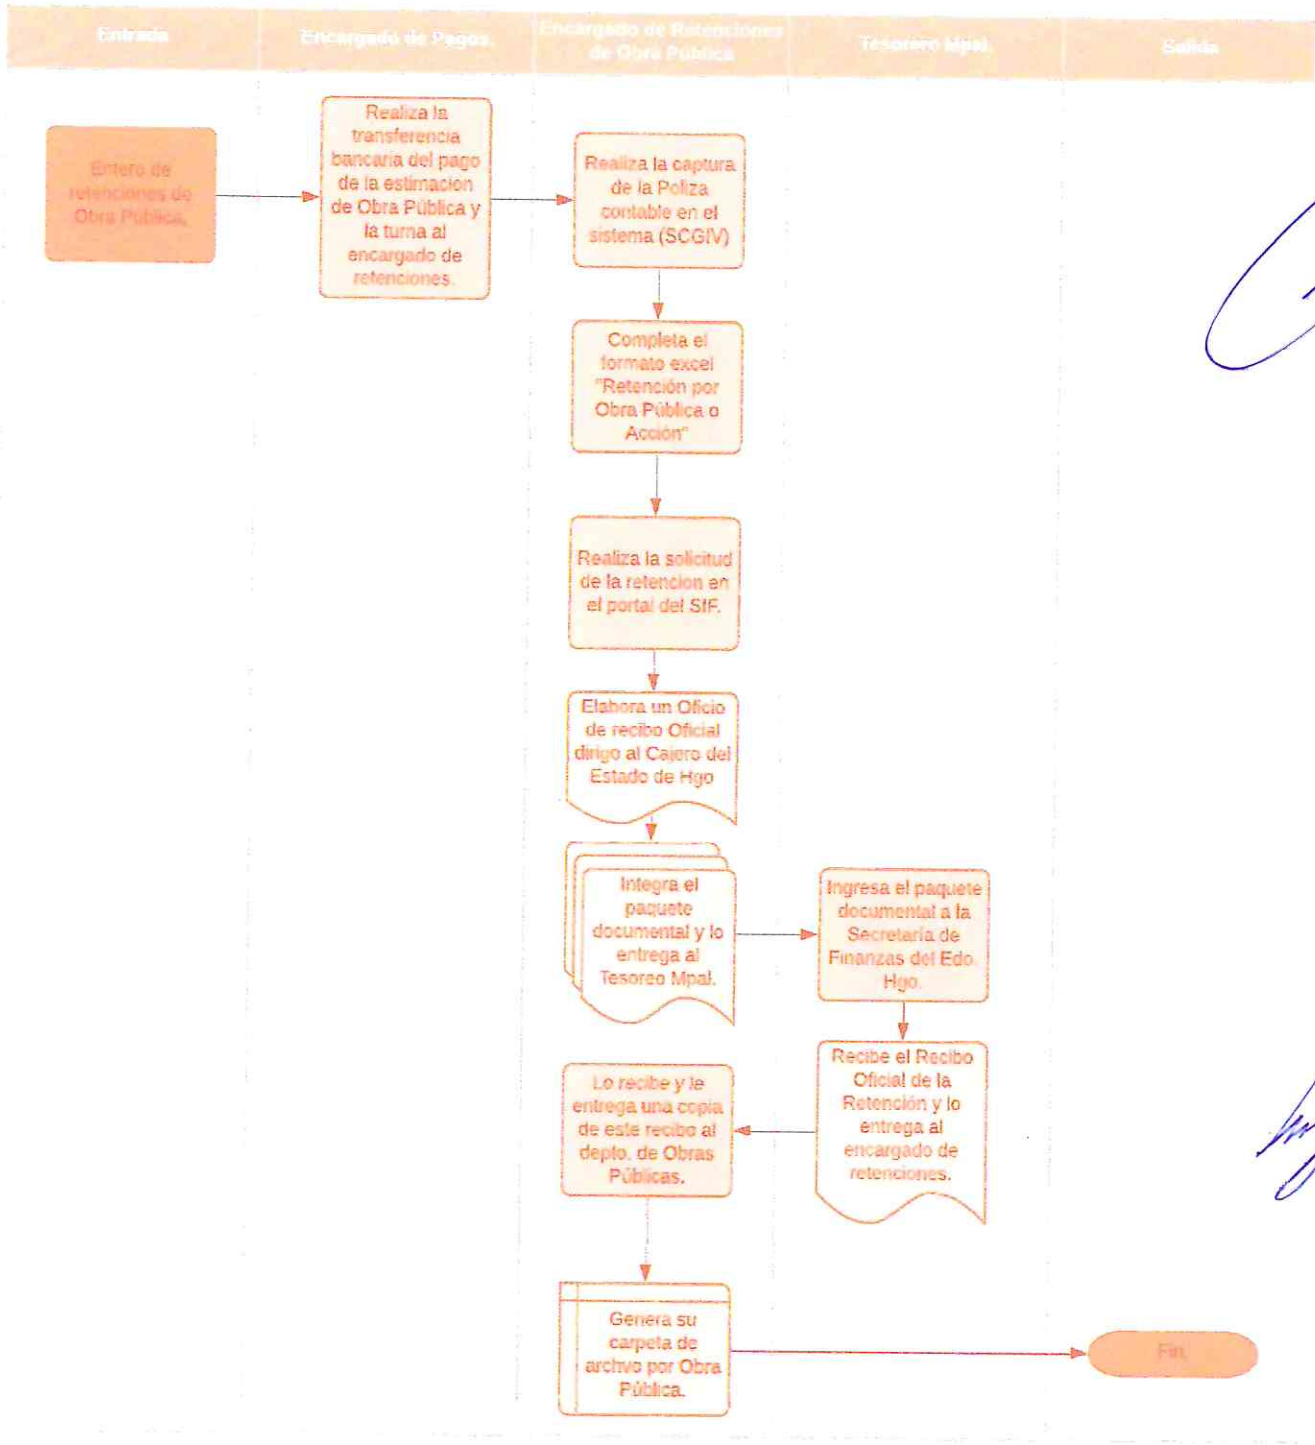 Entrada
Encargado de Pagos.
Encargado de Retenciones
de Obra Pública
Tesorero Mpal.
Salida
Entero de
retenciones de
Obra Pública.
Realiza la
transferencia
bancaria del pago
de la estimacion
de Obra Pública y
la turna al
encargado de
retenciones.
Realiza la captura
de la Poliza
contable en el
sistema (SCGIV)
Completa el
formato excel
"Retención por
Obra Pública o
Acción"
Realiza la solicitud
de la retencion en
el portal del SIF.
Elabora un Oficio
de recibo Oficial
dirigo al Cajero del
Estado de Hgo
Integra el
paquete
documental y lo
entrega al
Tesoreo Mpal.
Ingresa el paquete
documental a la
Secretaría de
Finanzas del Edo.
Hgo.
Recibe el Recibo
Oficial de la
Retención y lo
entrega al
encargado de
retenciones.
Lo recibe y le
entrega una copia
de este recibo al
depto. de Obras
Públicas.
Genera su
carpeta de
archvo por Obra
Pública.
Fin.